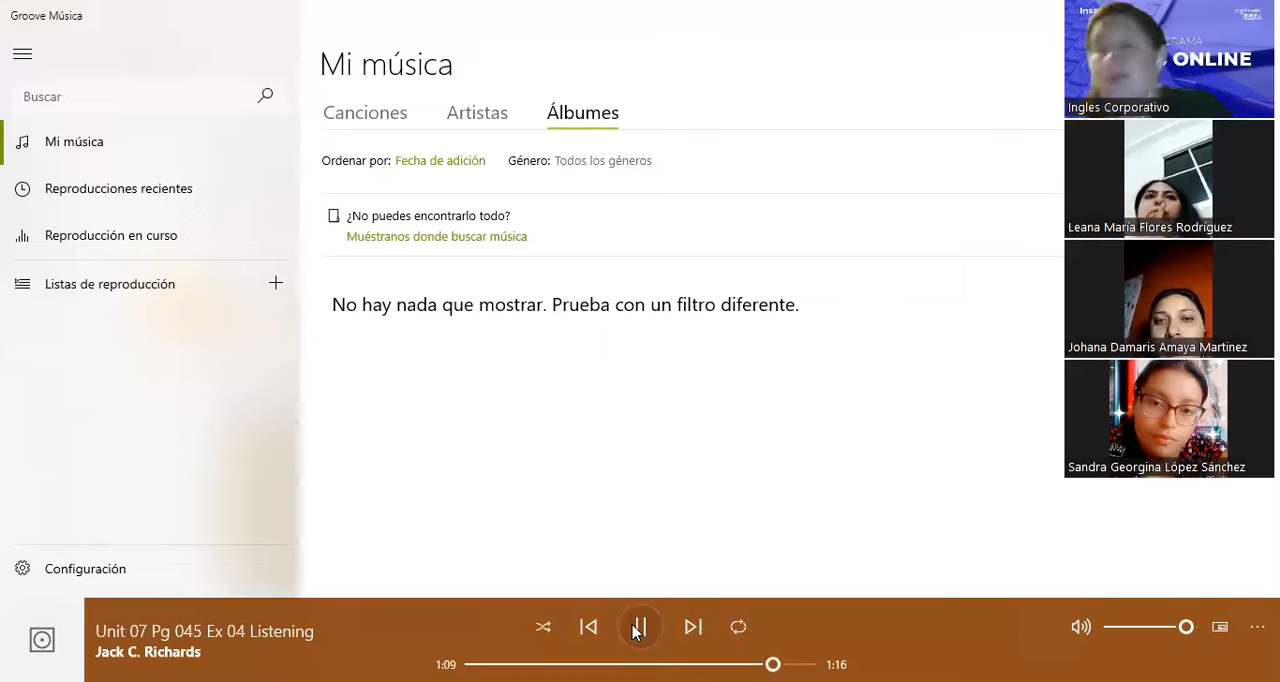 Groove Música
Buscar
Mi música
Reproducciones recientes
Reproducción en curso
Listas de reproducción
Configuración
Mi música
Canciones Artistas Álbumes
Ordenar por: Fecha de adición Género: Todos los géneros
¿No puedes encontrarlo todo?
Muéstranos donde buscar música
No hay nada que mostrar. Prueba con un filtro diferente.
ONLINE
Ingles Corporativo
Leana María Flores Rodríguez
Johana Damaris Amaya Martinez
Sandra Georgina López Sánchez
Unit 07 Pg 045 Ex 04 Listening
Jack C. Richards
1:09 1:16